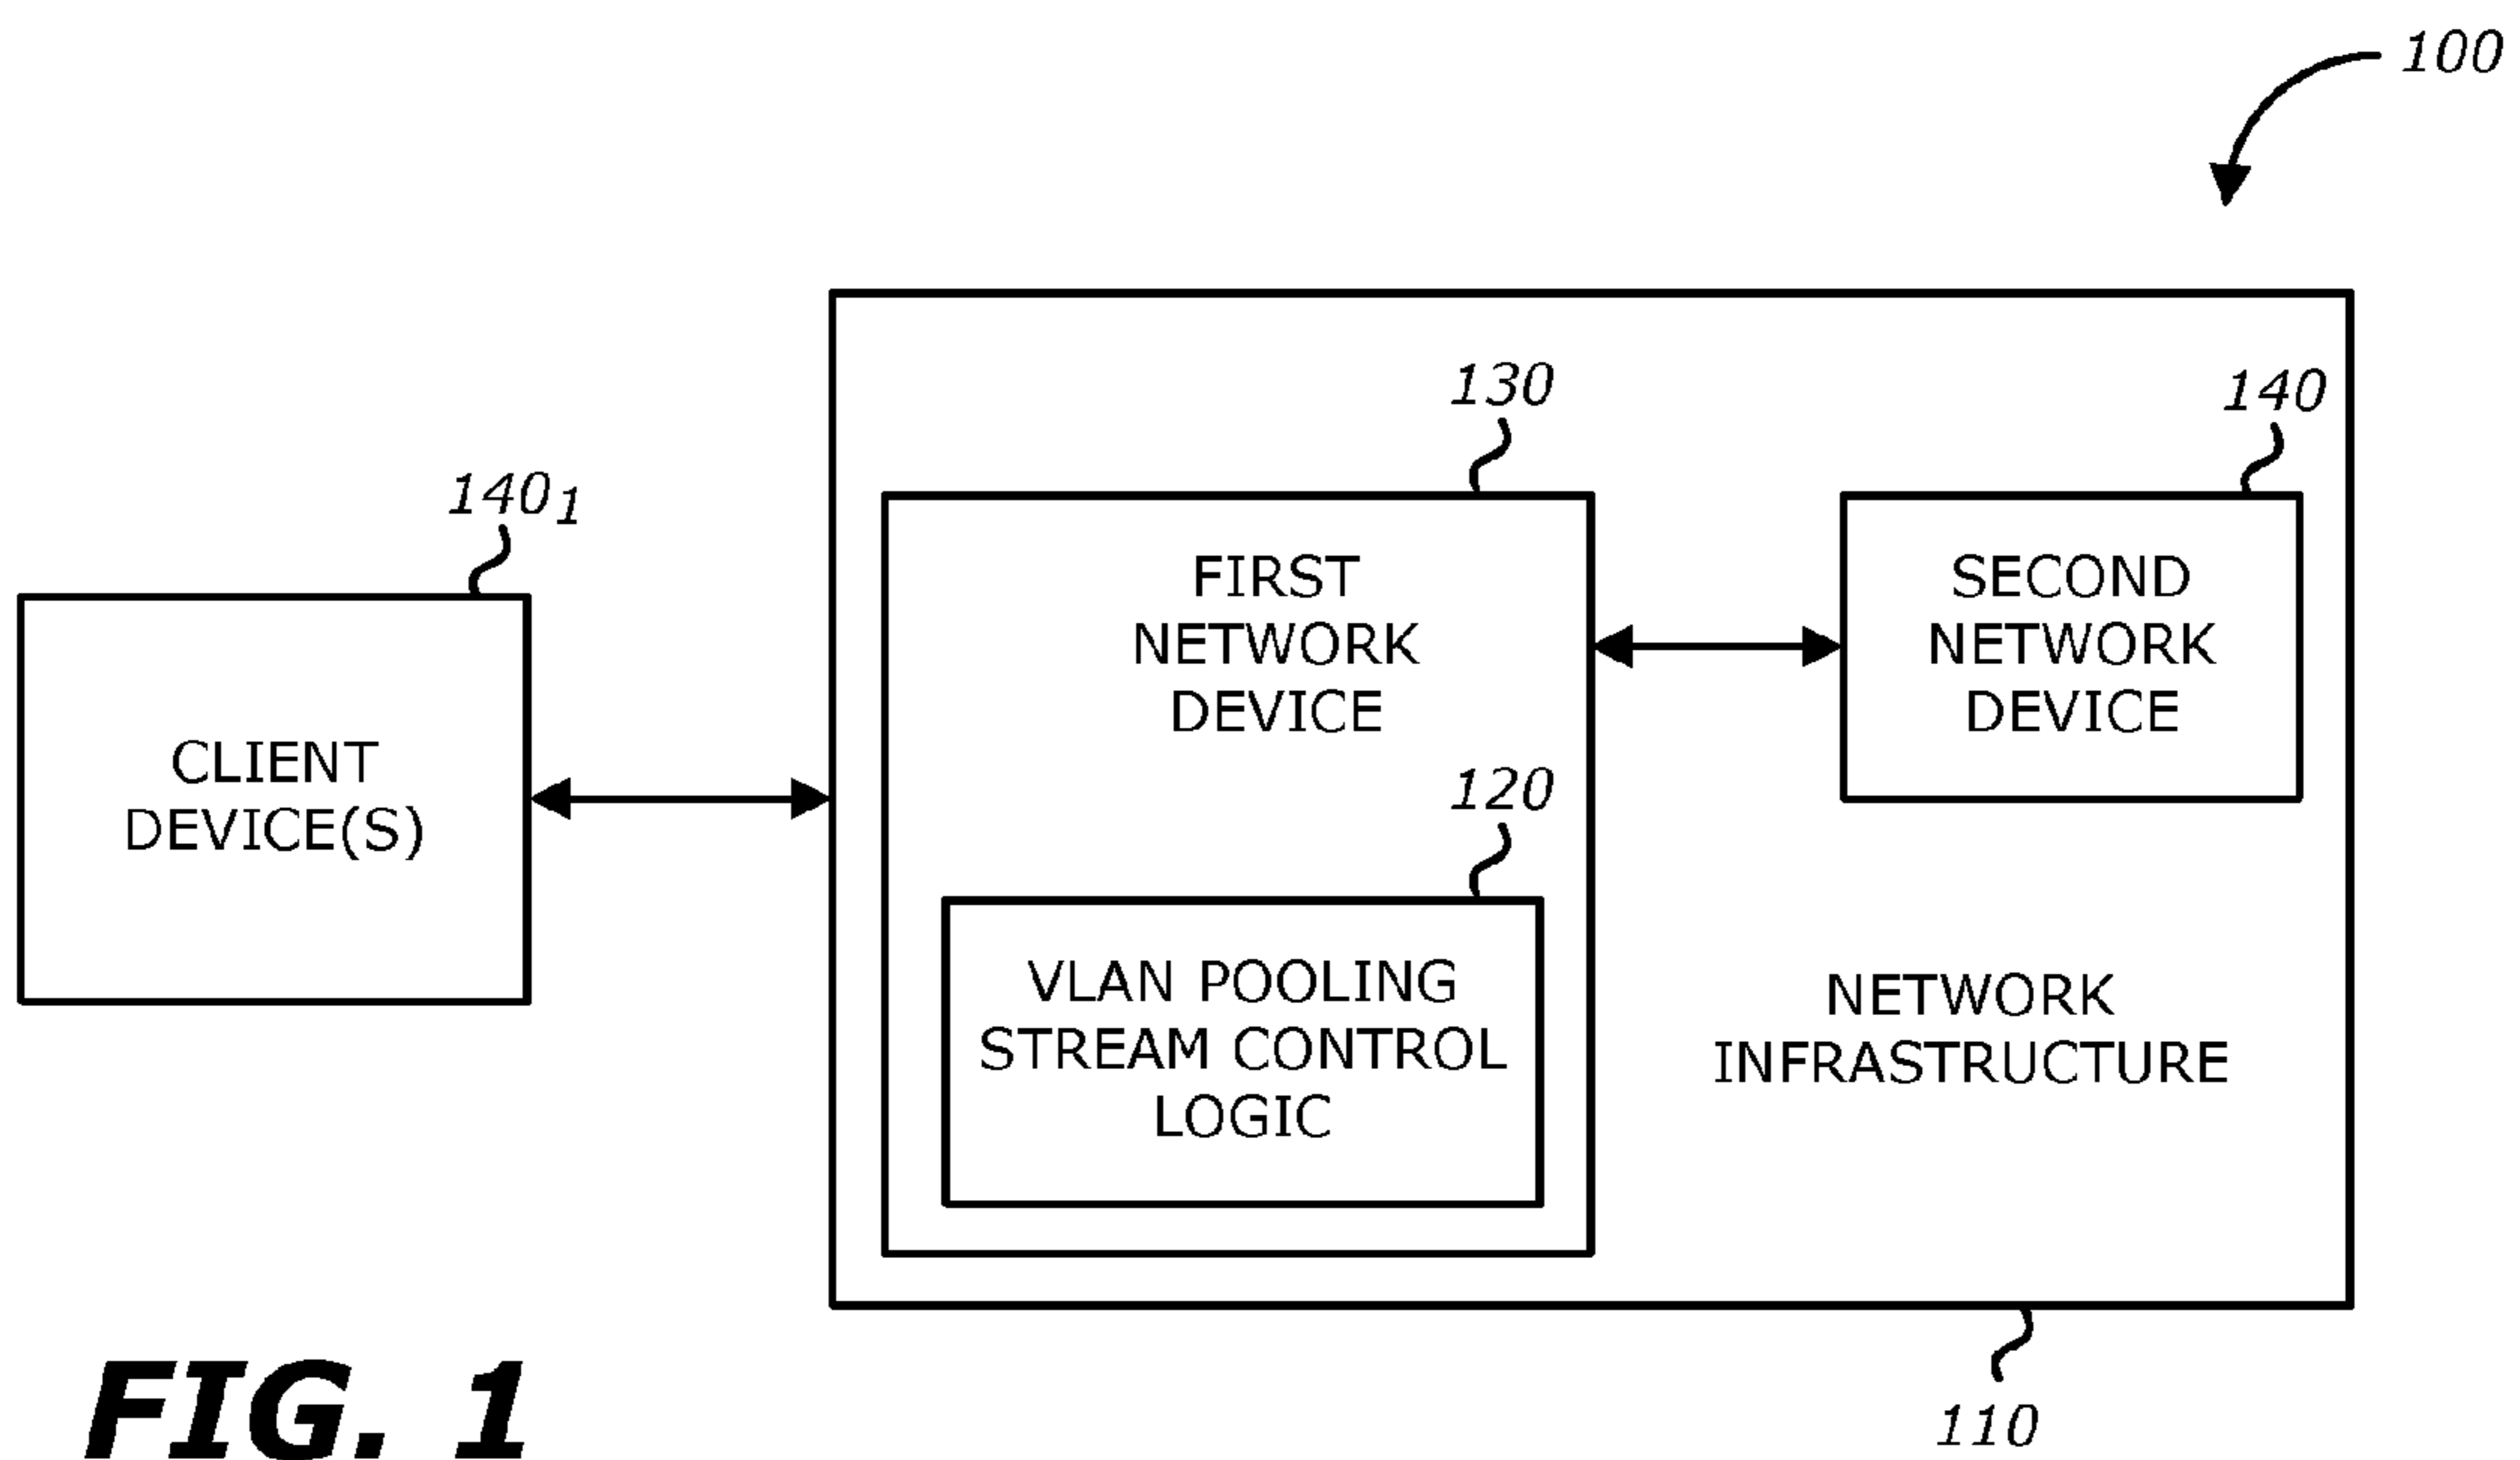 100
130
140
140₁
FIRST
NETWORK
DEVICE
SECOND
NETWORK
DEVICE
CLIENT
DEVICE(S)
120
VLAN POOLING
STREAM CONTROL
LOGIC
NETWORK
INFRASTRUCTURE
110
FIG. 1